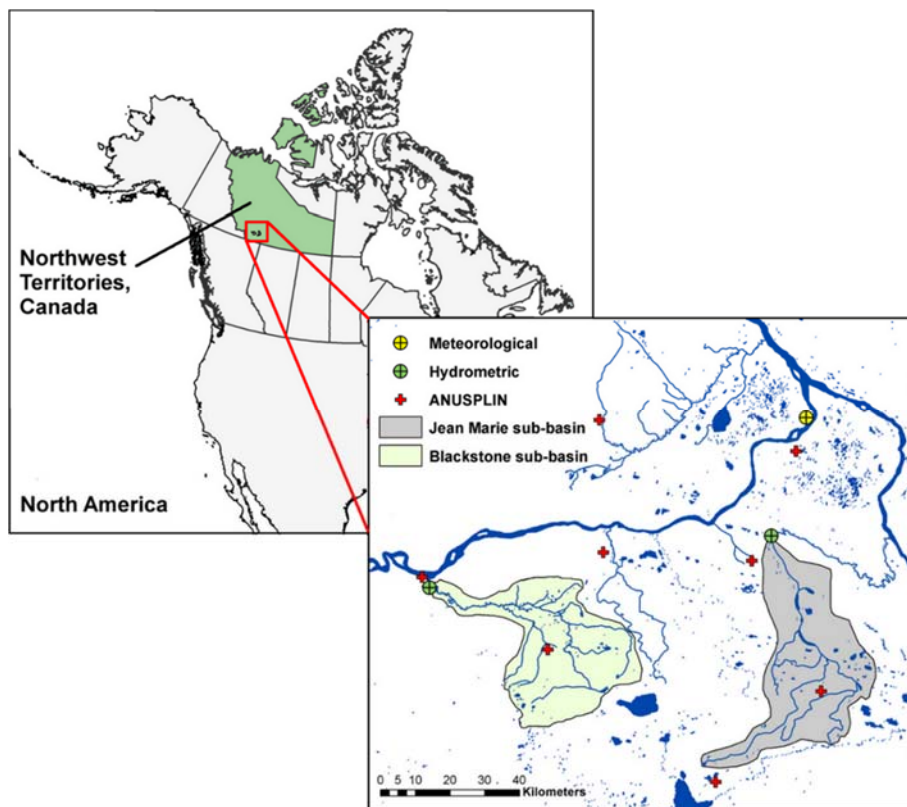 Northwest
Territories,
Canada
North America
Meteorological
Hydrometric
ANUSPLIN
Jean Marie sub-basin
Blackstone sub-basin
0 5 10 20 30 40
Kilometers